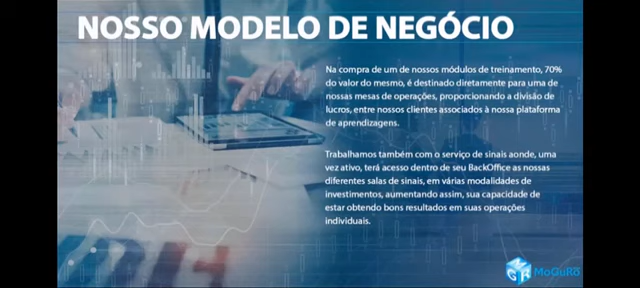 NOSSO MODELO DE NEGÓCIO
Na compra de um de nossos módulos de treinamento, 70%
do valor do mesmo, é destinado diretamente para uma de
nossas mesas de operações, proporcionando a divisão de
lucros, entre nossos clientes associados à nossa plataforma
de aprendizagens.
Trabalhamos também com o serviço de sinais aonde, uma
vez ativo, terá acesso dentro de seu BackOffice as nossas
diferentes salas de sinais, em várias modalidades de
investimentos, aumentando assim, sua capacidade de
estar obtendo bons resultados em suas operações
individuais.
MoGuRo